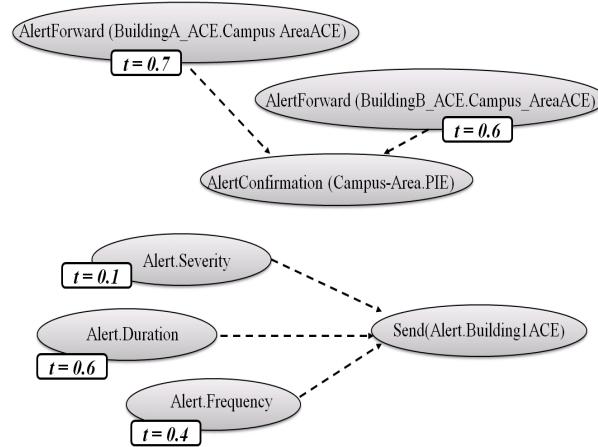 AlertForward (BuildingA_ACE.Campus AreaACE)
t = 0.7
AlertForward (BuildingB_ACE.Campus_AreaACE)
t = 0.6
AlertConfirmation (Campus-Area.PIE)
Alert.Severity
t = 0.1
Alert.Duration
t = 0.6
Send(Alert.Building1ACE)
Alert.Frequency
t = 0.4